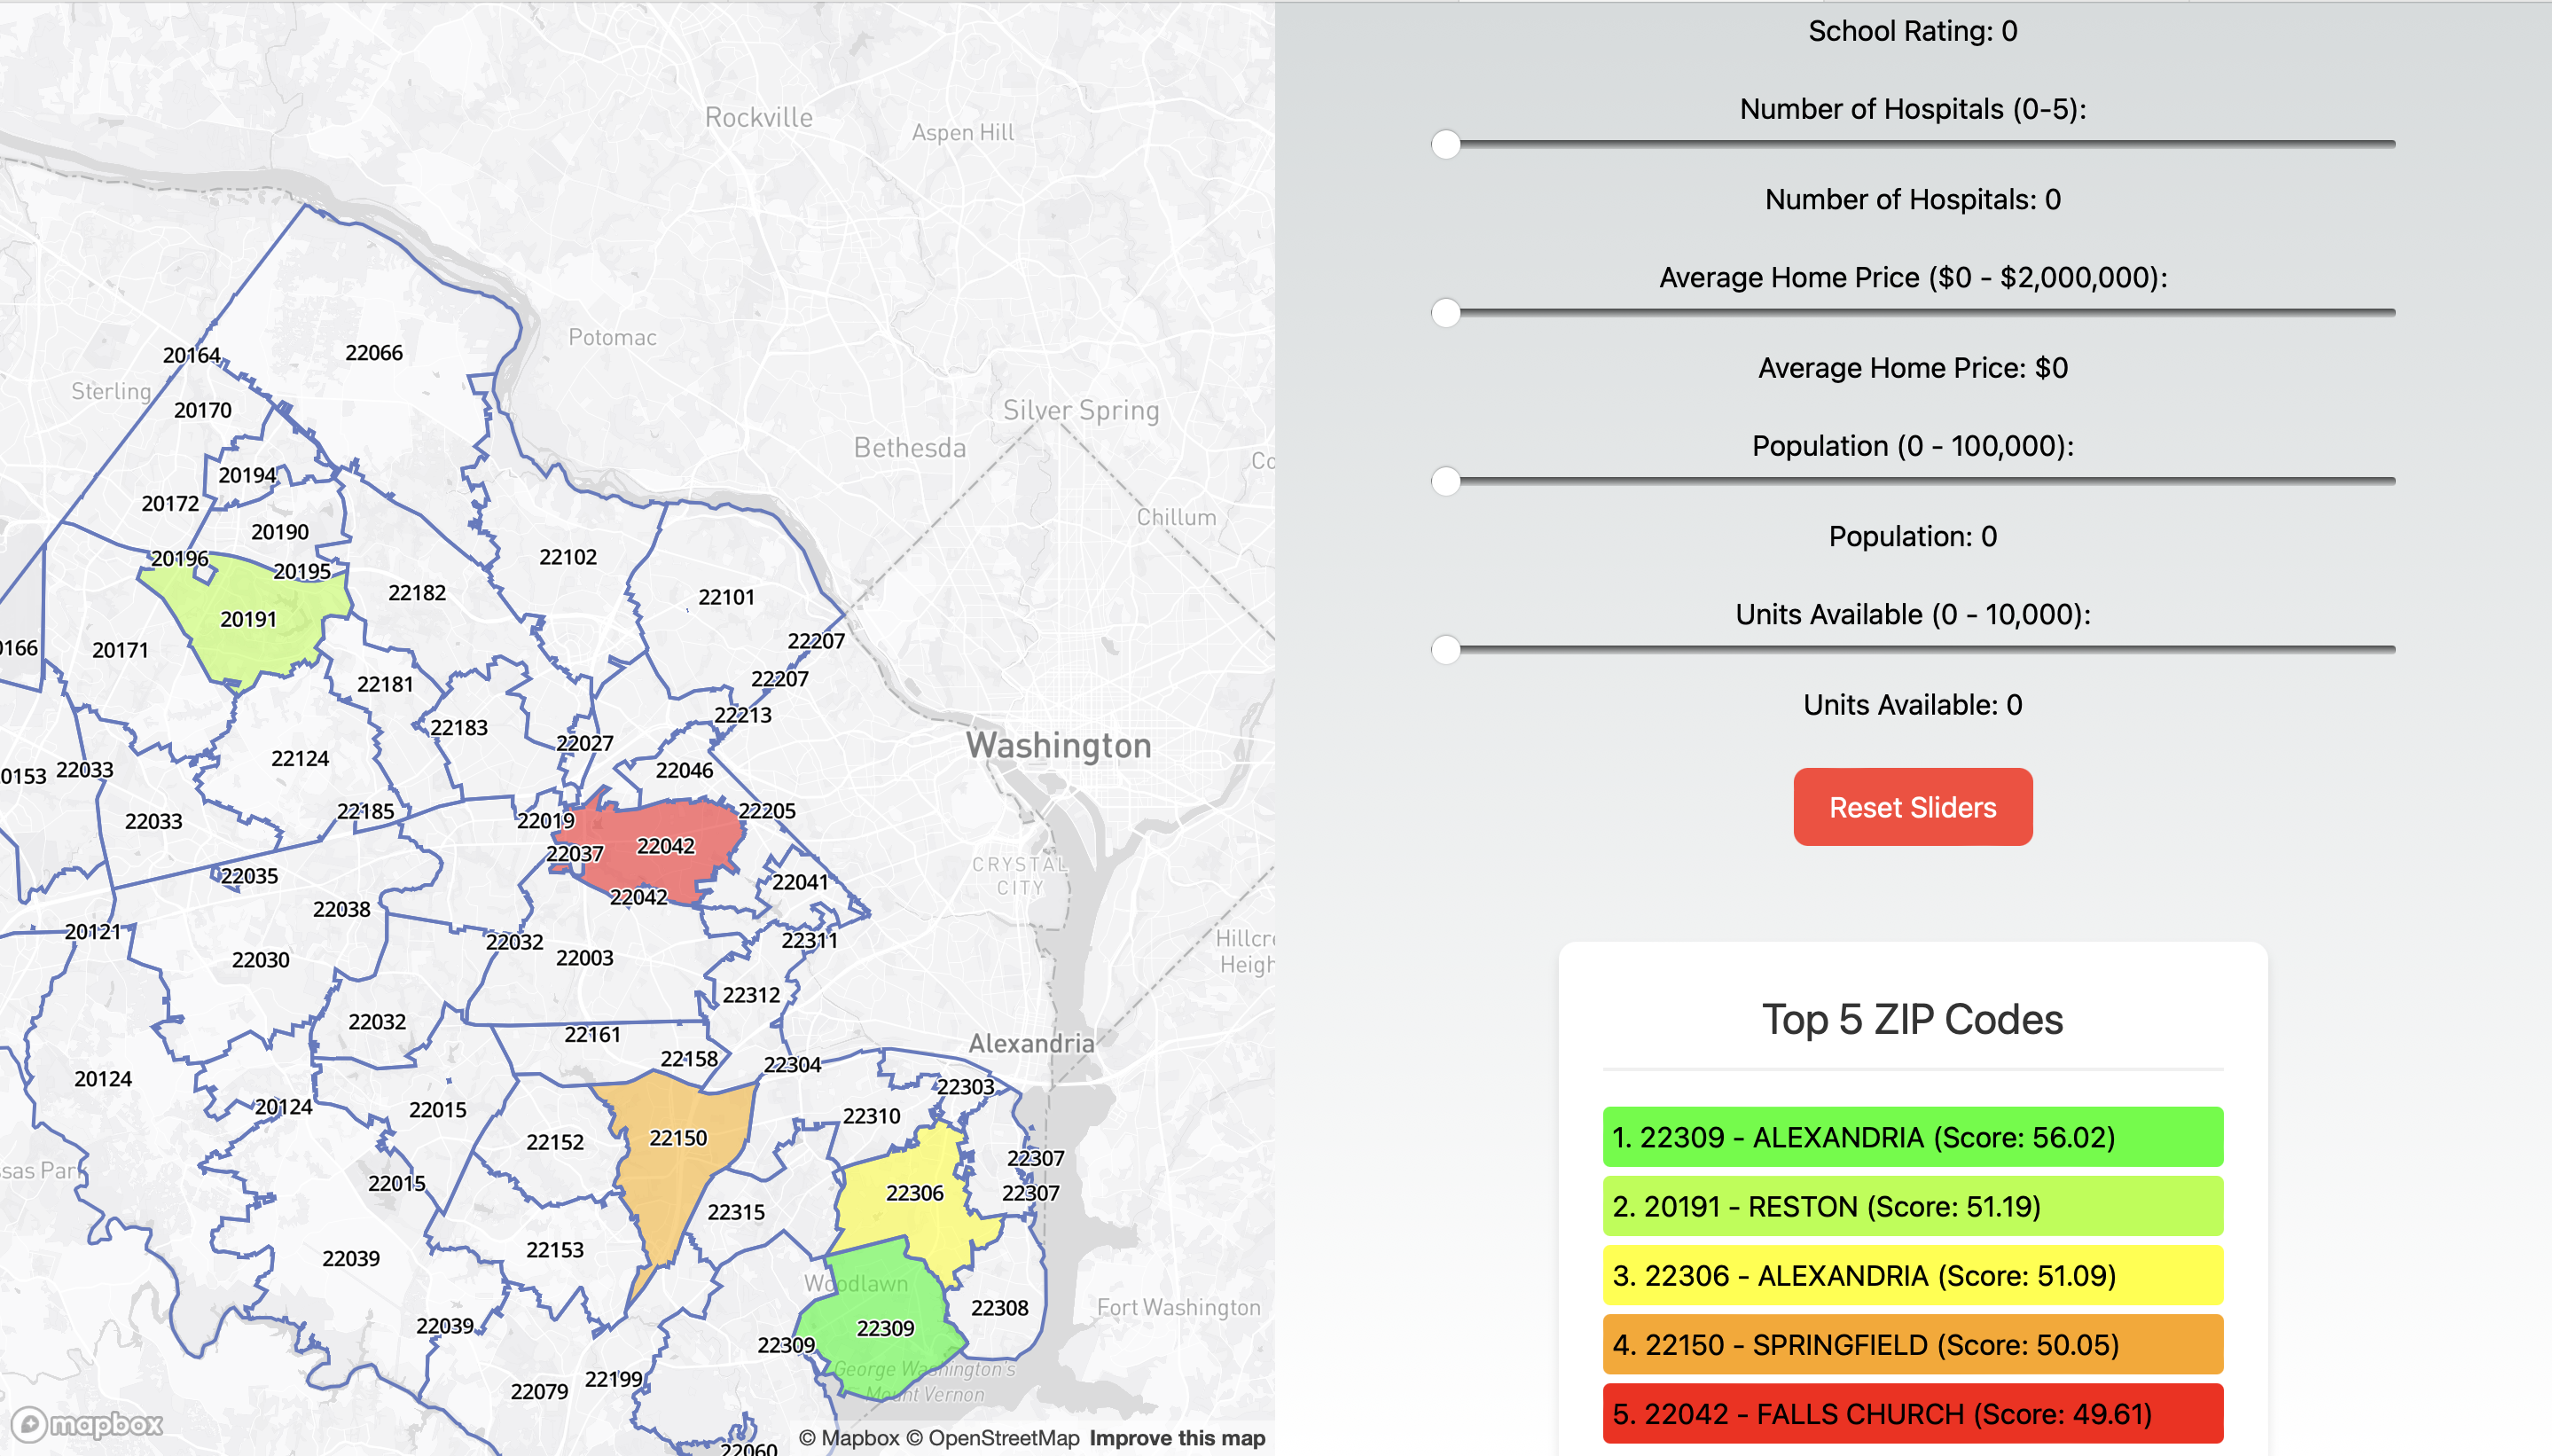 Rockville
Aspen Hill
Potomac
20164
22066
Sterling
20170
Silver Spring
Bethesda
20194
20172
20190
Chillum
20196
20195
22102
22182
22101
20191
22207
20171
22181
22207
22213
22183
22027
Washington
22124
22046
22033
22033
22185
22019
22205
22037
22042
22035
22042
22041
CRYSTAL
CITY
22038
20121
22032
22311
22030
22003
22312
22032
22161
22158
22304
Alexandria
20124
22303
20124
22015
22310
22152
22150
22307
22015
22306
22307
22315
22153
22039
Woodlawn
22308
Fort Washington
22039
22309
22309
George Washington's
Mount Vernon
22199
22079
22060
mapbox
© Mapbox © OpenStreetMap Improve this map
School Rating: 0
Number of Hospitals (0-5):
Number of Hospitals: 0
Average Home Price ($0 - $2,000,000):
Average Home Price: $0
Population (0 - 100,000):
Population: 0
Units Available (0 - 10,000):
Units Available: 0
Reset Sliders
Top 5 ZIP Codes
1. 22309 - ALEXANDRIA (Score: 56.02)
2. 20191 - RESTON (Score: 51.19)
3. 22306 - ALEXANDRIA (Score: 51.09)
4. 22150 - SPRINGFIELD (Score: 50.05)
5. 22042 - FALLS CHURCH (Score: 49.61)